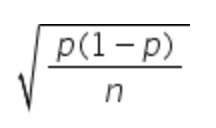 √(p(1 − p)/n)